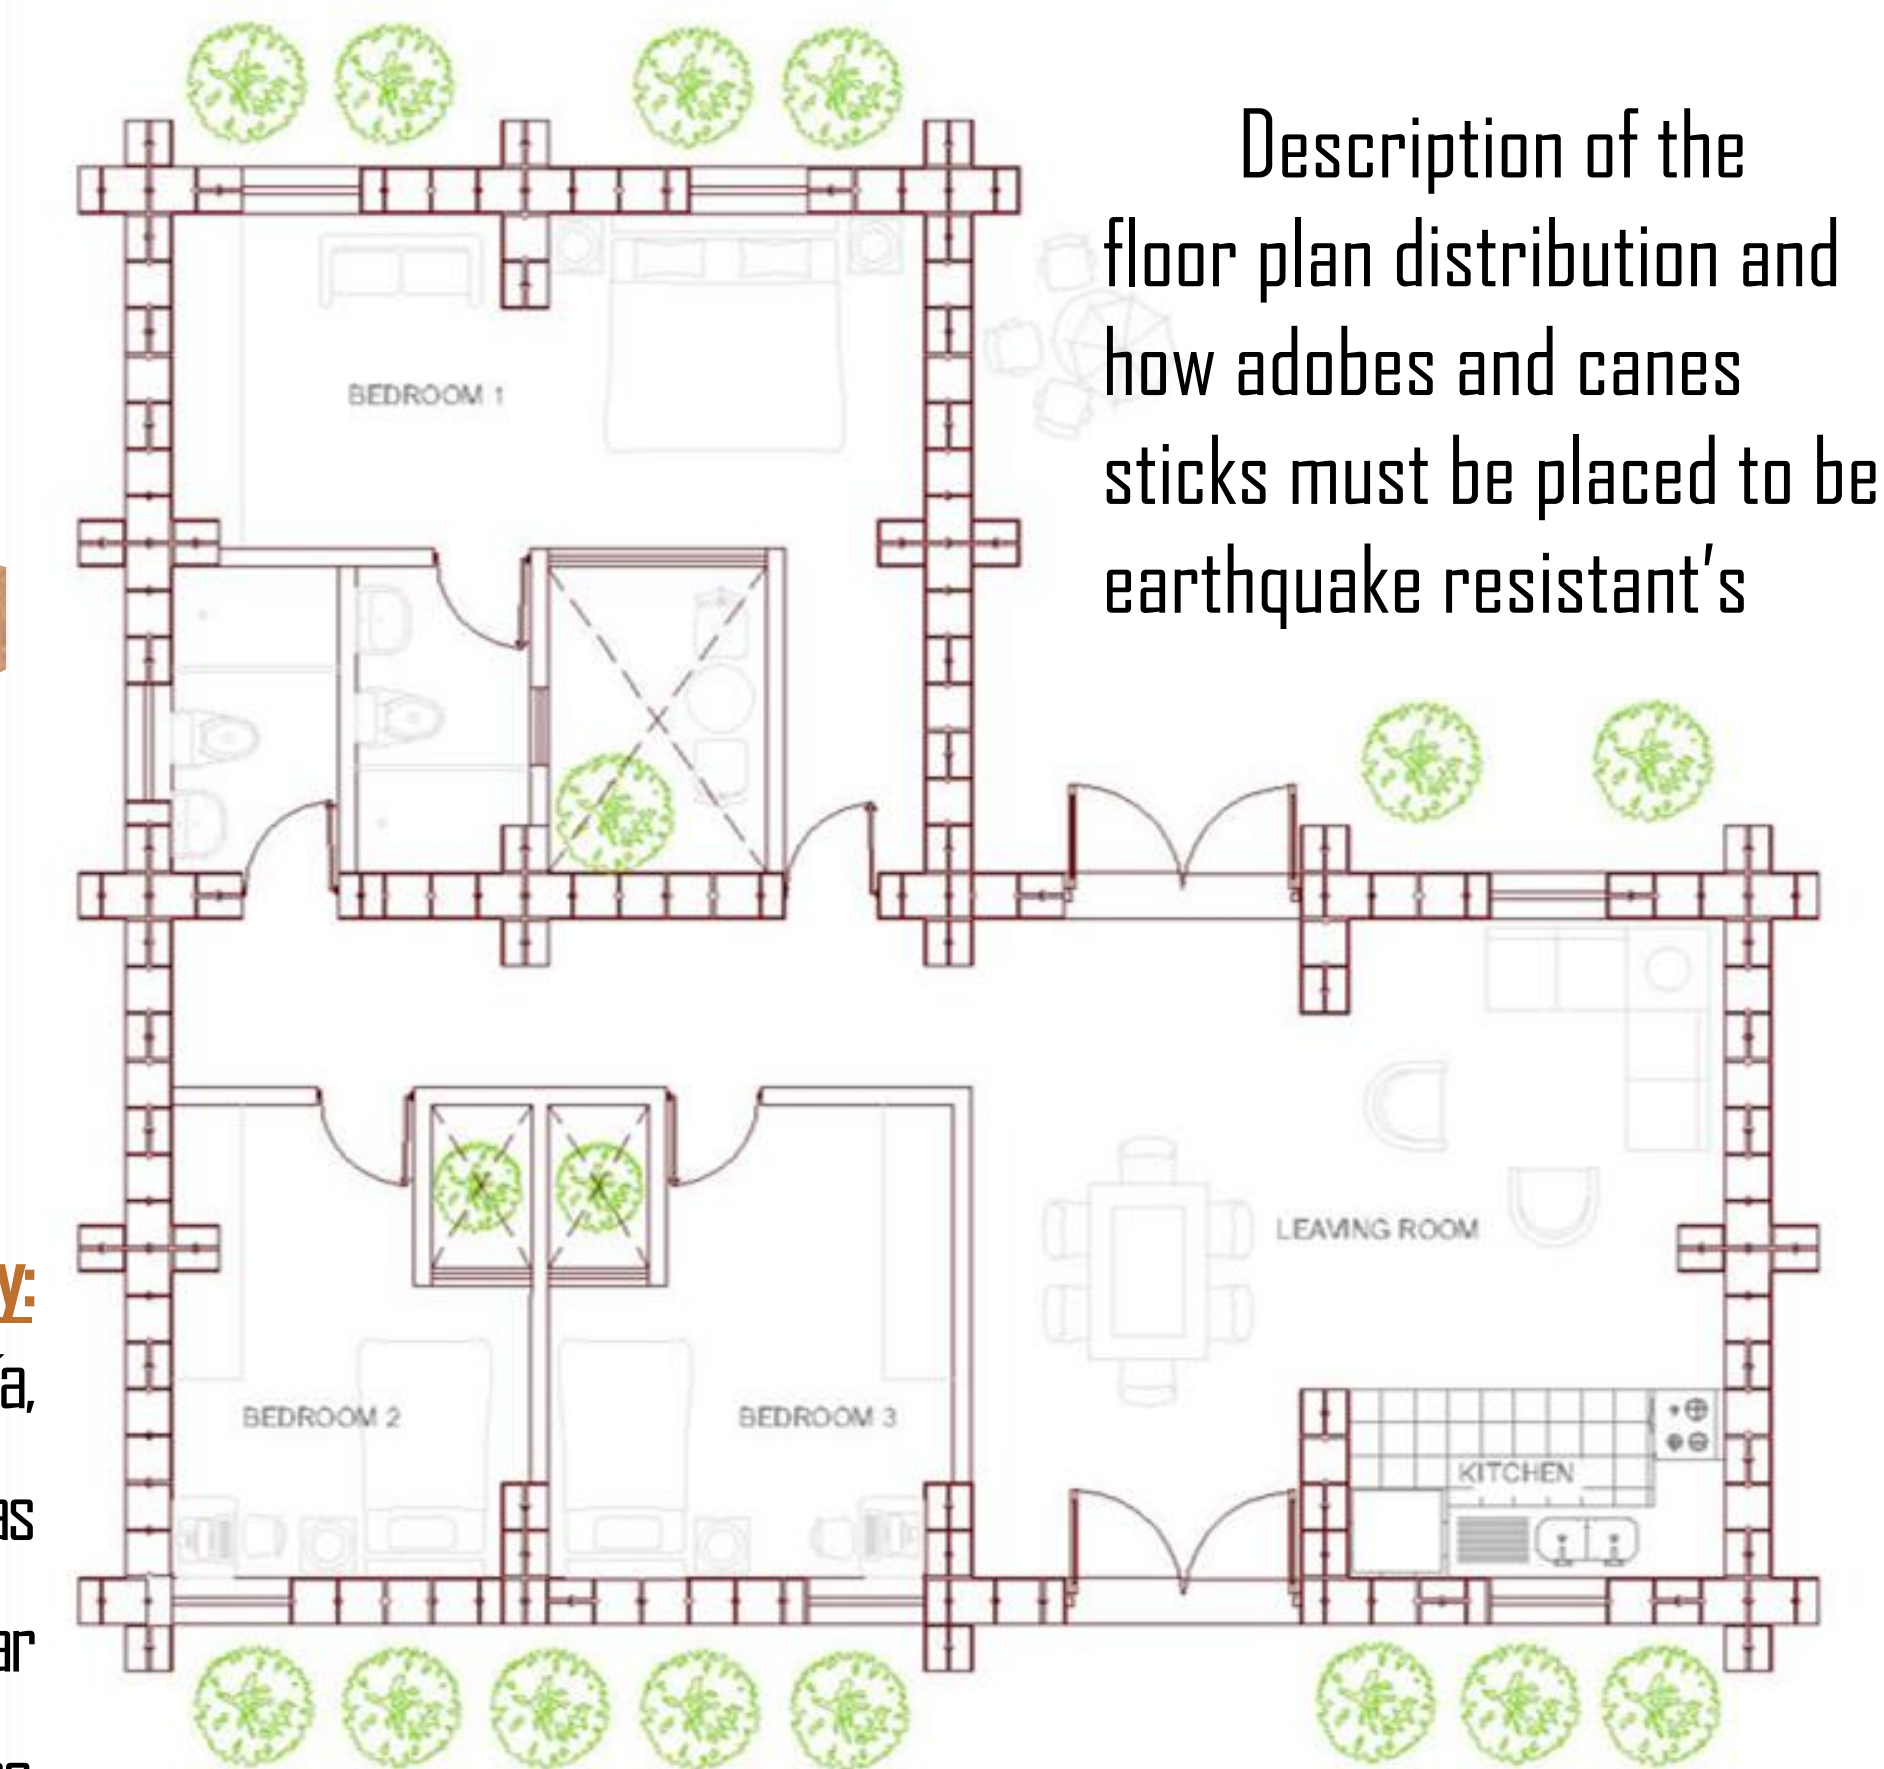 Description of the
floor plan distribution and
how adobes and canes
sticks must be placed to be
earthquake resistant's
BEDROOM 1
LEAVING ROOM
BEDROOM 2
BEDROOM 3
KITCHEN
y:
ía,
as
ar